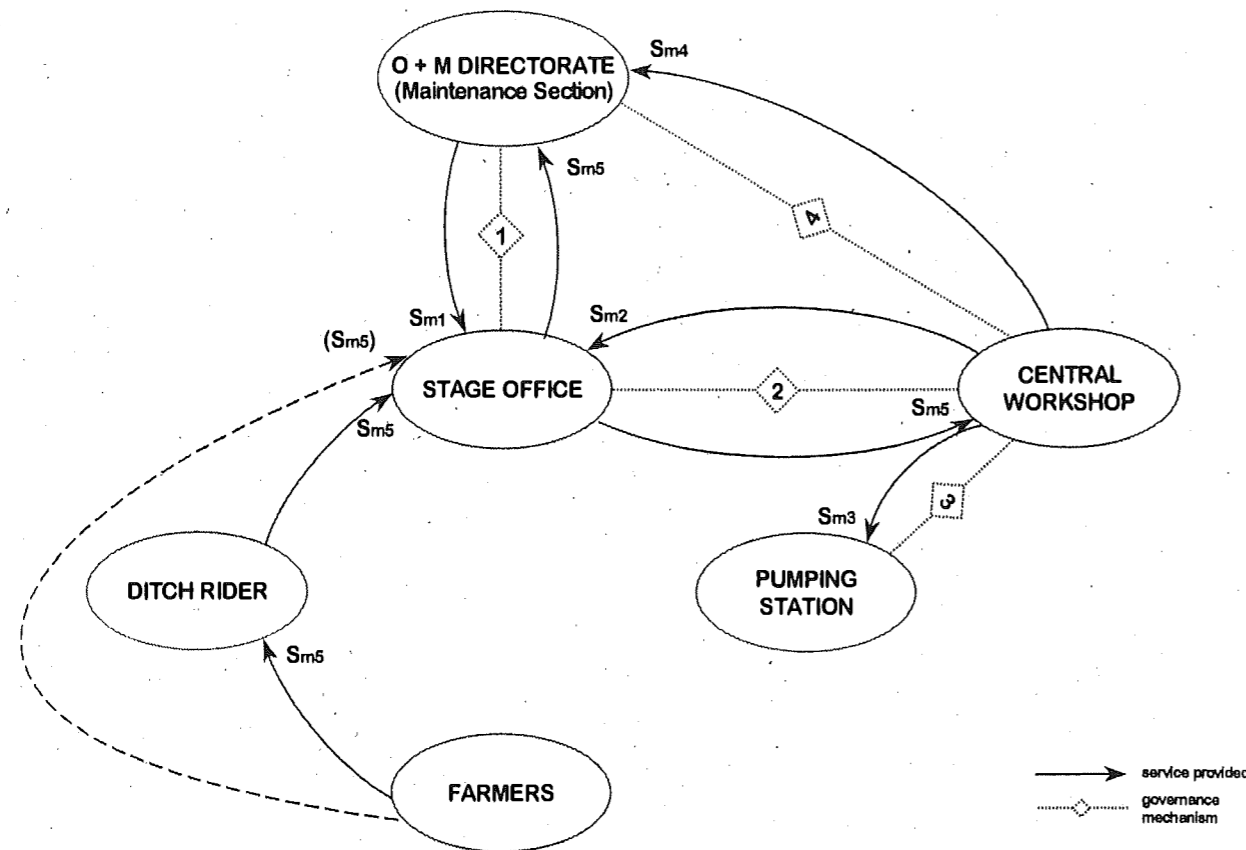 Sm4
O + M DIRECTORATE
(Maintenance Section)
Sm5
4
1
Sm1
Sm2
(Sm5)
STAGE OFFICE
2
CENTRAL
WORKSHOP
Sm5
Sm5
3
Sm3
DITCH RIDER
PUMPING
STATION
Sm5
FARMERS
service provided
governance
mechanism